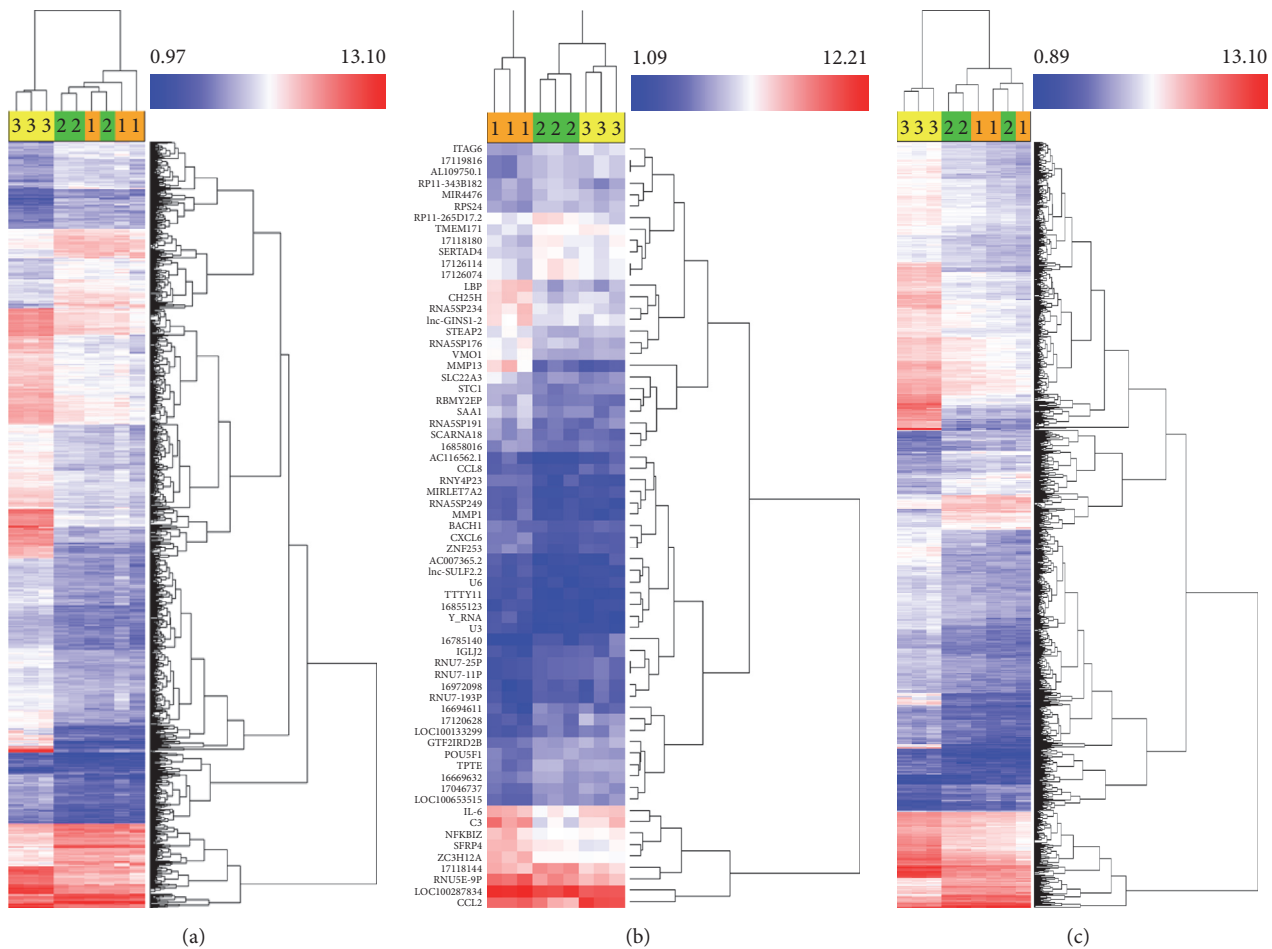 0.97 13.10
3 3 3 2 2 1 2 1 1
(a)
1.09 12.21
1 1 1 2 2 2 3 3 3
ITAG6
17119816
AL109750.1
RP11-343B182
MIR4476
RPS24
RP11-265D17.2
TMEM171
17118180
SERTAD4
17126114
17126074
LBP
CH25H
RNA5SP234
lnc-GINS1-2
STEAP2
RNA5SP176
VMO1
MMP13
SLC22A3
STC1
RBMY2EP
SAA1
RNA5SP191
SCARNA18
16858016
AC116562.1
CCL8
RNY4P23
MIRLET7A2
RNA5SP249
MMP1
BACH1
CXCL6
ZNF253
AC007365.2
lnc-SULF2.2
U6
TTTY11
16855123
Y_RNA
U3
16785140
IGLJ2
RNU7-25P
RNU7-11P
16972098
RNU7-193P
16694611
17120628
LOC100133299
GTF2IRD2B
POU5F1
TPTE
16669632
17046737
LOC100653515
IL-6
C3
NFKBIZ
SFRP4
ZC3H12A
17118144
RNU5E-9P
LOC100287834
CCL2
(b)
0.89 13.10
3 3 3 2 2 1 1 2 1
(c)